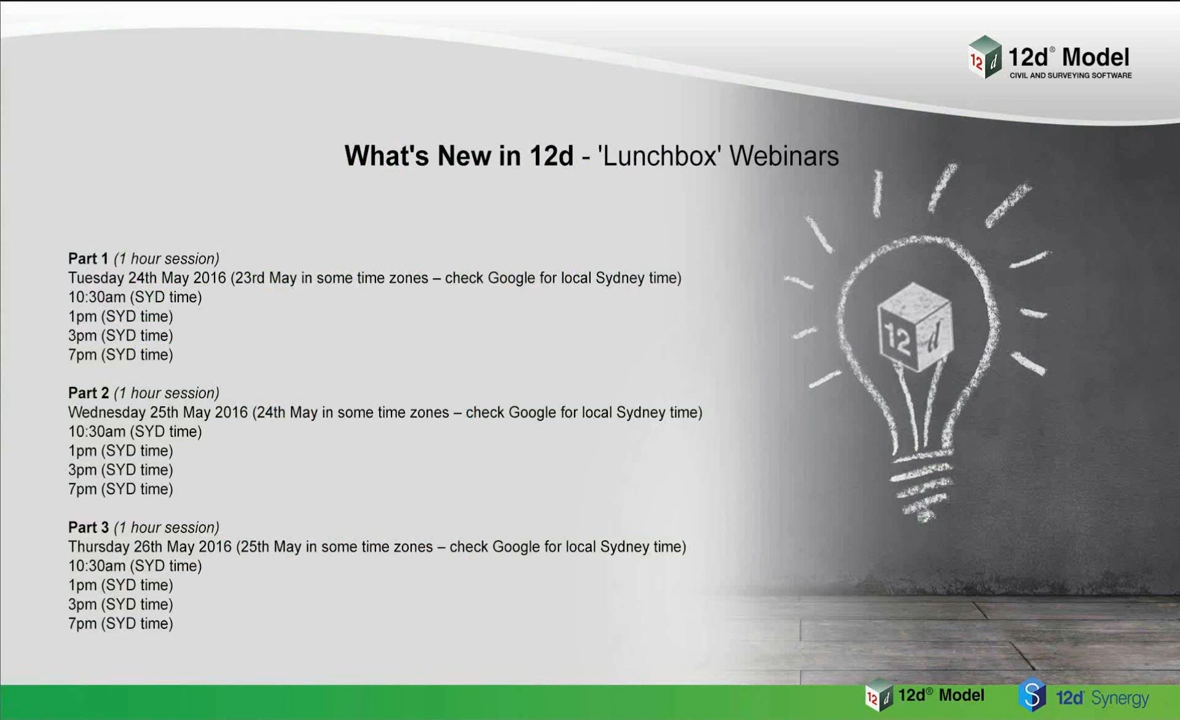 12d
12d® Model
CIVIL AND SURVEYING SOFTWARE
What's New in 12d - 'Lunchbox' Webinars
Part 1 (1 hour session)
Tuesday 24th May 2016 (23rd May in some time zones – check Google for local Sydney time)
10:30am (SYD time)
1pm (SYD time)
3pm (SYD time)
7pm (SYD time)
Part 2 (1 hour session)
Wednesday 25th May 2016 (24th May in some time zones – check Google for local Sydney time)
10:30am (SYD time)
1pm (SYD time)
3pm (SYD time)
7pm (SYD time)
Part 3 (1 hour session)
Thursday 26th May 2016 (25th May in some time zones – check Google for local Sydney time)
10:30am (SYD time)
1pm (SYD time)
3pm (SYD time)
7pm (SYD time)
12 d
12 d 12d® Model
S 12d Synergy